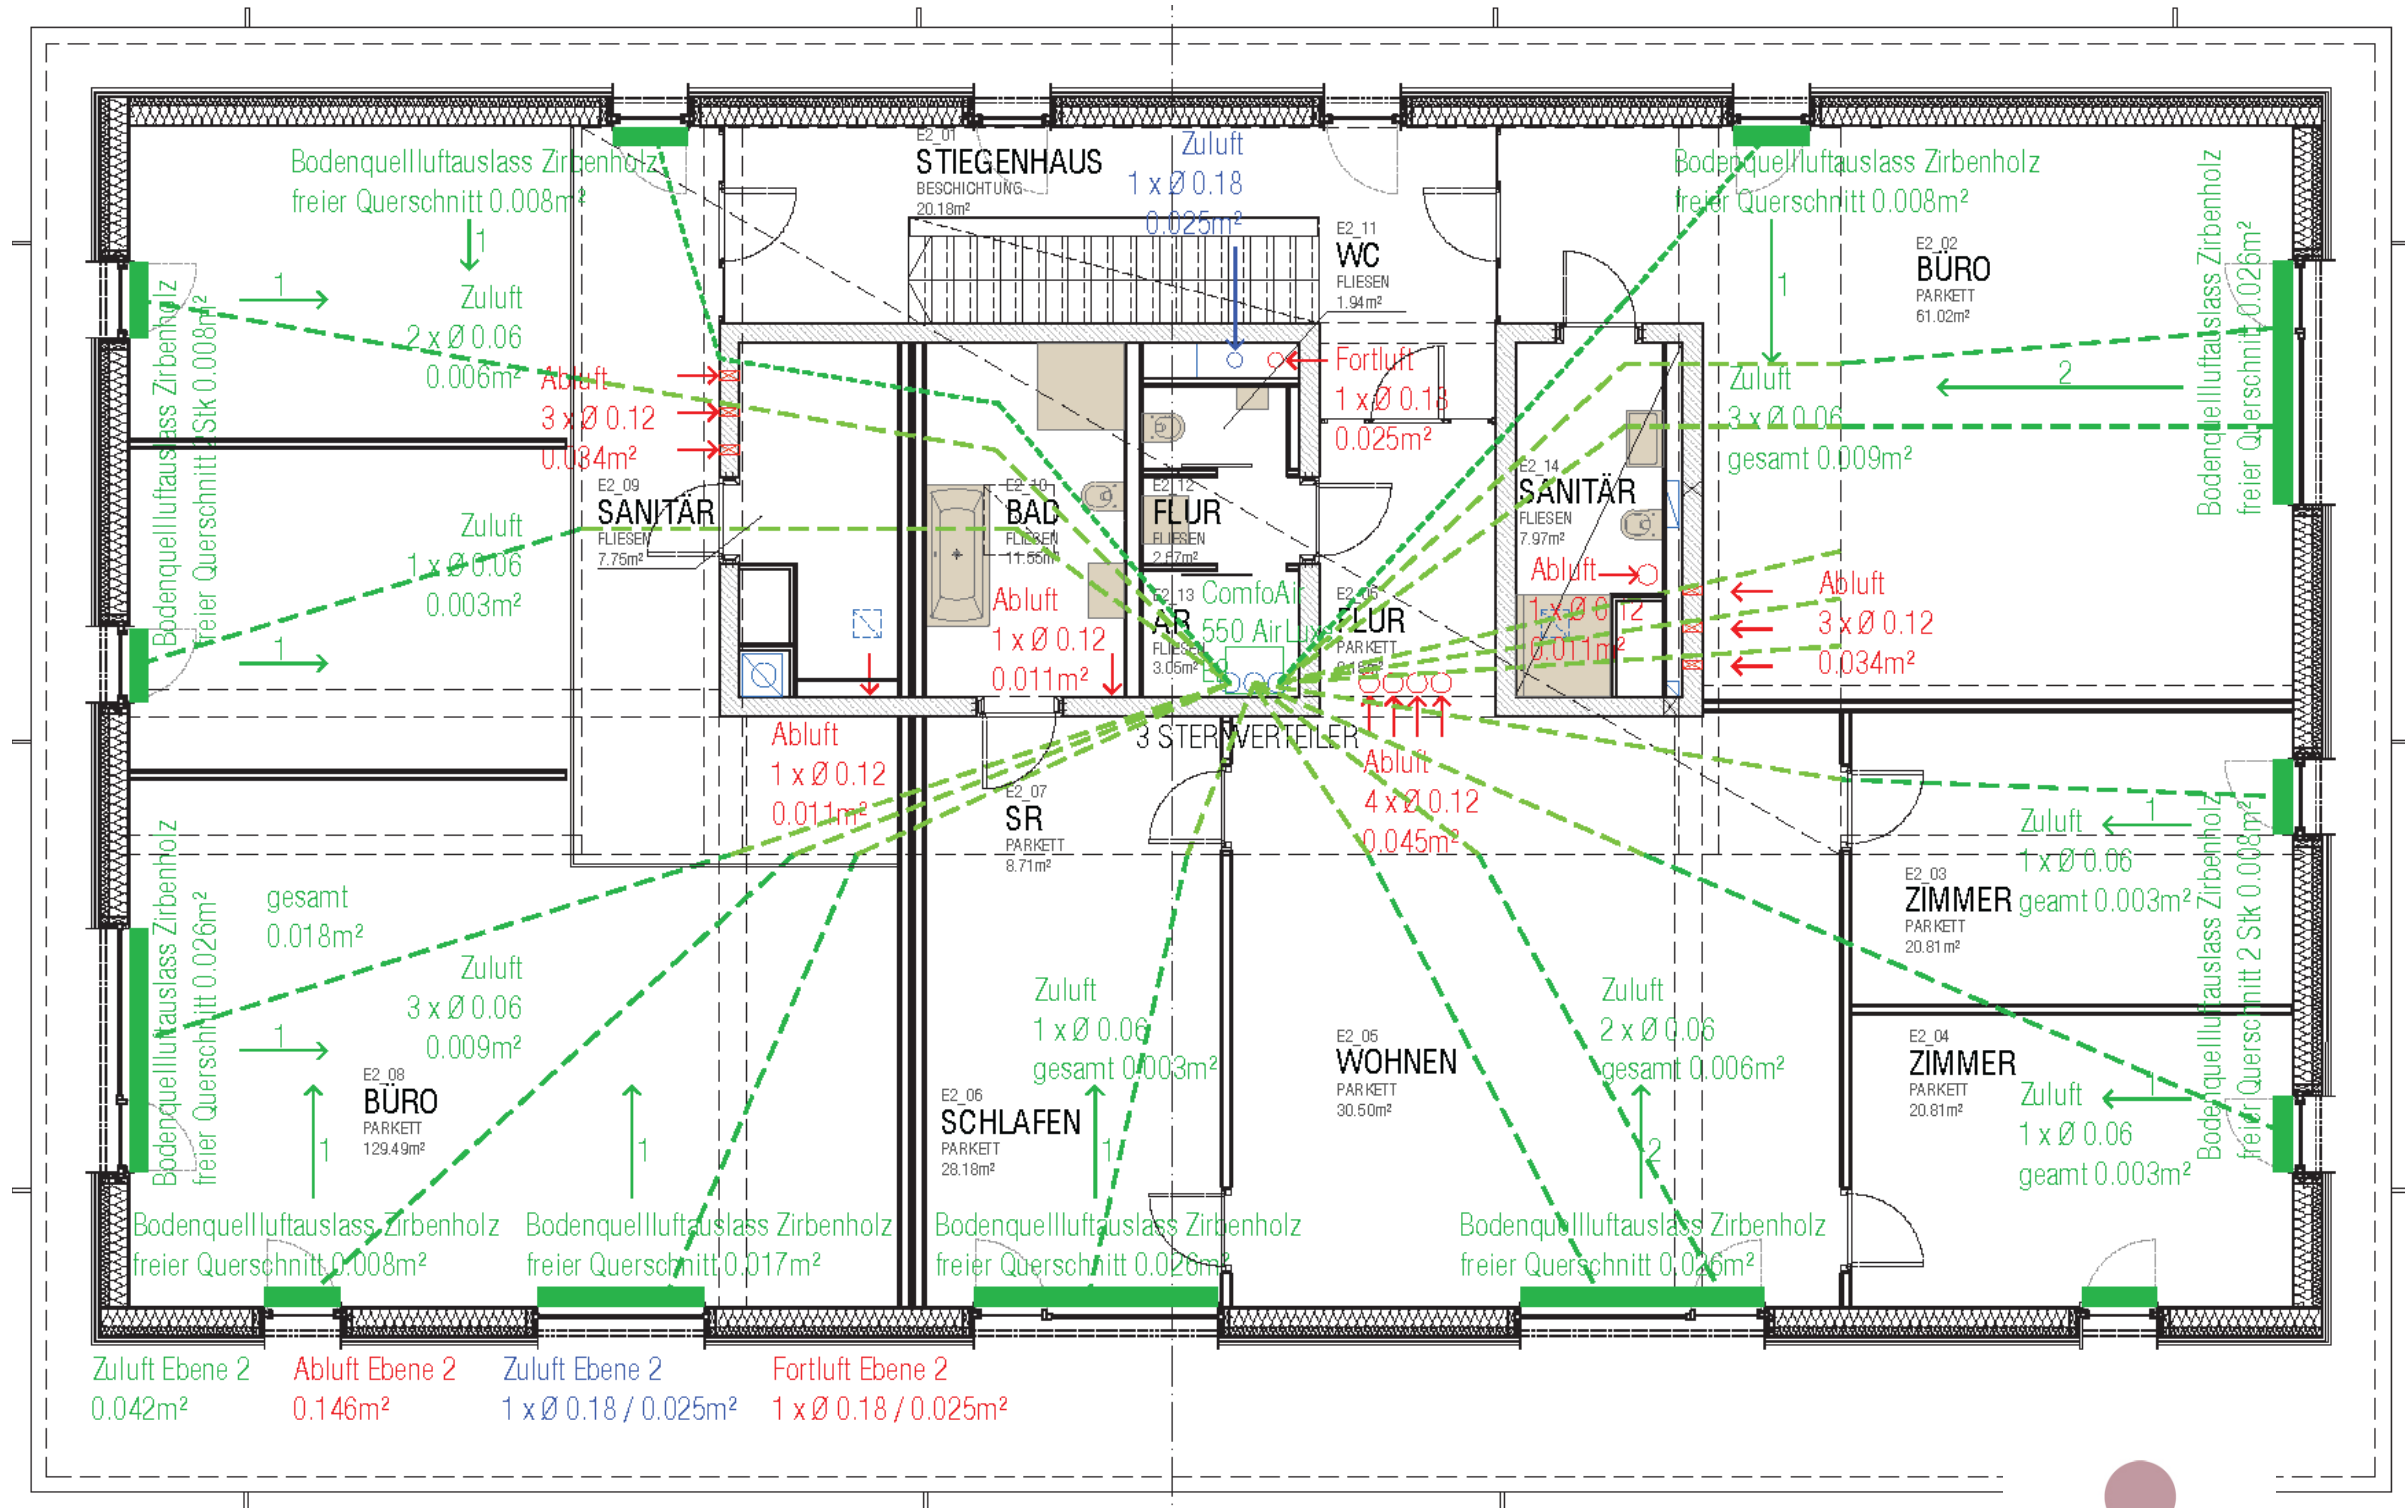 E2_01
STIEGENHAUS
BESCHICHTUNG
20.18m²
Zuluft
1 x Ø 0.18
0.025m²
Bodenquellluftauslass Zirbenholz
freier Querschnitt 0.008m²
1
1
Zuluft
2 x Ø 0.06
0.006m²
Abluft
3 x Ø 0.12
0.034m²
Bodenquellluftauslass Zirbenholz
freier Querschnitt 2 Stk 0.008m²
E2_11
WC
FLIESEN
1.94m²
Fortluft
1 x Ø 0.18
0.025m²
Bodenquellluftauslass Zirbenholz
freier Querschnitt 0.008m²
1
E2_02
BÜRO
PARKETT
61.02m²
Bodenquellluftauslass Zirbenholz
freier Querschnitt 0.026m²
2
Zuluft
3 x Ø 0.06
gesamt 0.009m²
E2_09
SANITÄR
FLIESEN
7.75m²
Zuluft
1 x Ø 0.06
0.003m²
1
E2_10
BAD
FLIESEN
11.55m²
E2_12
FLUR
FLIESEN
2.67m²
E2_14
SANITÄR
FLIESEN
7.97m²
Abluft
1 x Ø 0.12
0.011m²
Abluft
1 x Ø 0.12
0.011m²
E2_13
AR
FLIESEN
3.05m²
ComfoAir
550 AirLux
FLUR
PARKETT
Abluft
3 x Ø 0.12
0.034m²
3 STERNVERTEILER
Abluft
1 x Ø 0.12
0.011m²
Abluft
4 x Ø 0.12
0.045m²
E2_07
SR
PARKETT
8.71m²
gesamt
0.018m²
Zuluft
3 x Ø 0.06
0.009m²
1
Bodenquellluftauslass Zirbenholz
freier Querschnitt 0.026m²
E2_08
BÜRO
PARKETT
129.49m²
1
1
Zuluft
1 x Ø 0.06
gesamt 0.003m²
E2_06
SCHLAFEN
PARKETT
28.18m²
1
E2_05
WOHNEN
PARKETT
30.50m²
Zuluft
2 x Ø 0.06
gesamt 0.006m²
2
E2_03
ZIMMER
PARKETT
20.81m²
Zuluft
1 x Ø 0.06
geamt 0.003m²
1
Bodenquellluftauslass Zirbenholz
freier Querschnitt 2 Stk 0.008m²
E2_04
ZIMMER
PARKETT
20.81m²
Zuluft
1 x Ø 0.06
geamt 0.003m²
1
Bodenquellluftauslass Zirbenholz
freier Querschnitt 0.008m²
Bodenquellluftauslass Zirbenholz
freier Querschnitt 0.017m²
Bodenquellluftauslass Zirbenholz
freier Querschnitt 0.026m²
Bodenquellluftauslass Zirbenholz
freier Querschnitt 0.026m²
Zuluft Ebene 2
0.042m²
Abluft Ebene 2
0.146m²
Zuluft Ebene 2
1 x Ø 0.18 / 0.025m²
Fortluft Ebene 2
1 x Ø 0.18 / 0.025m²